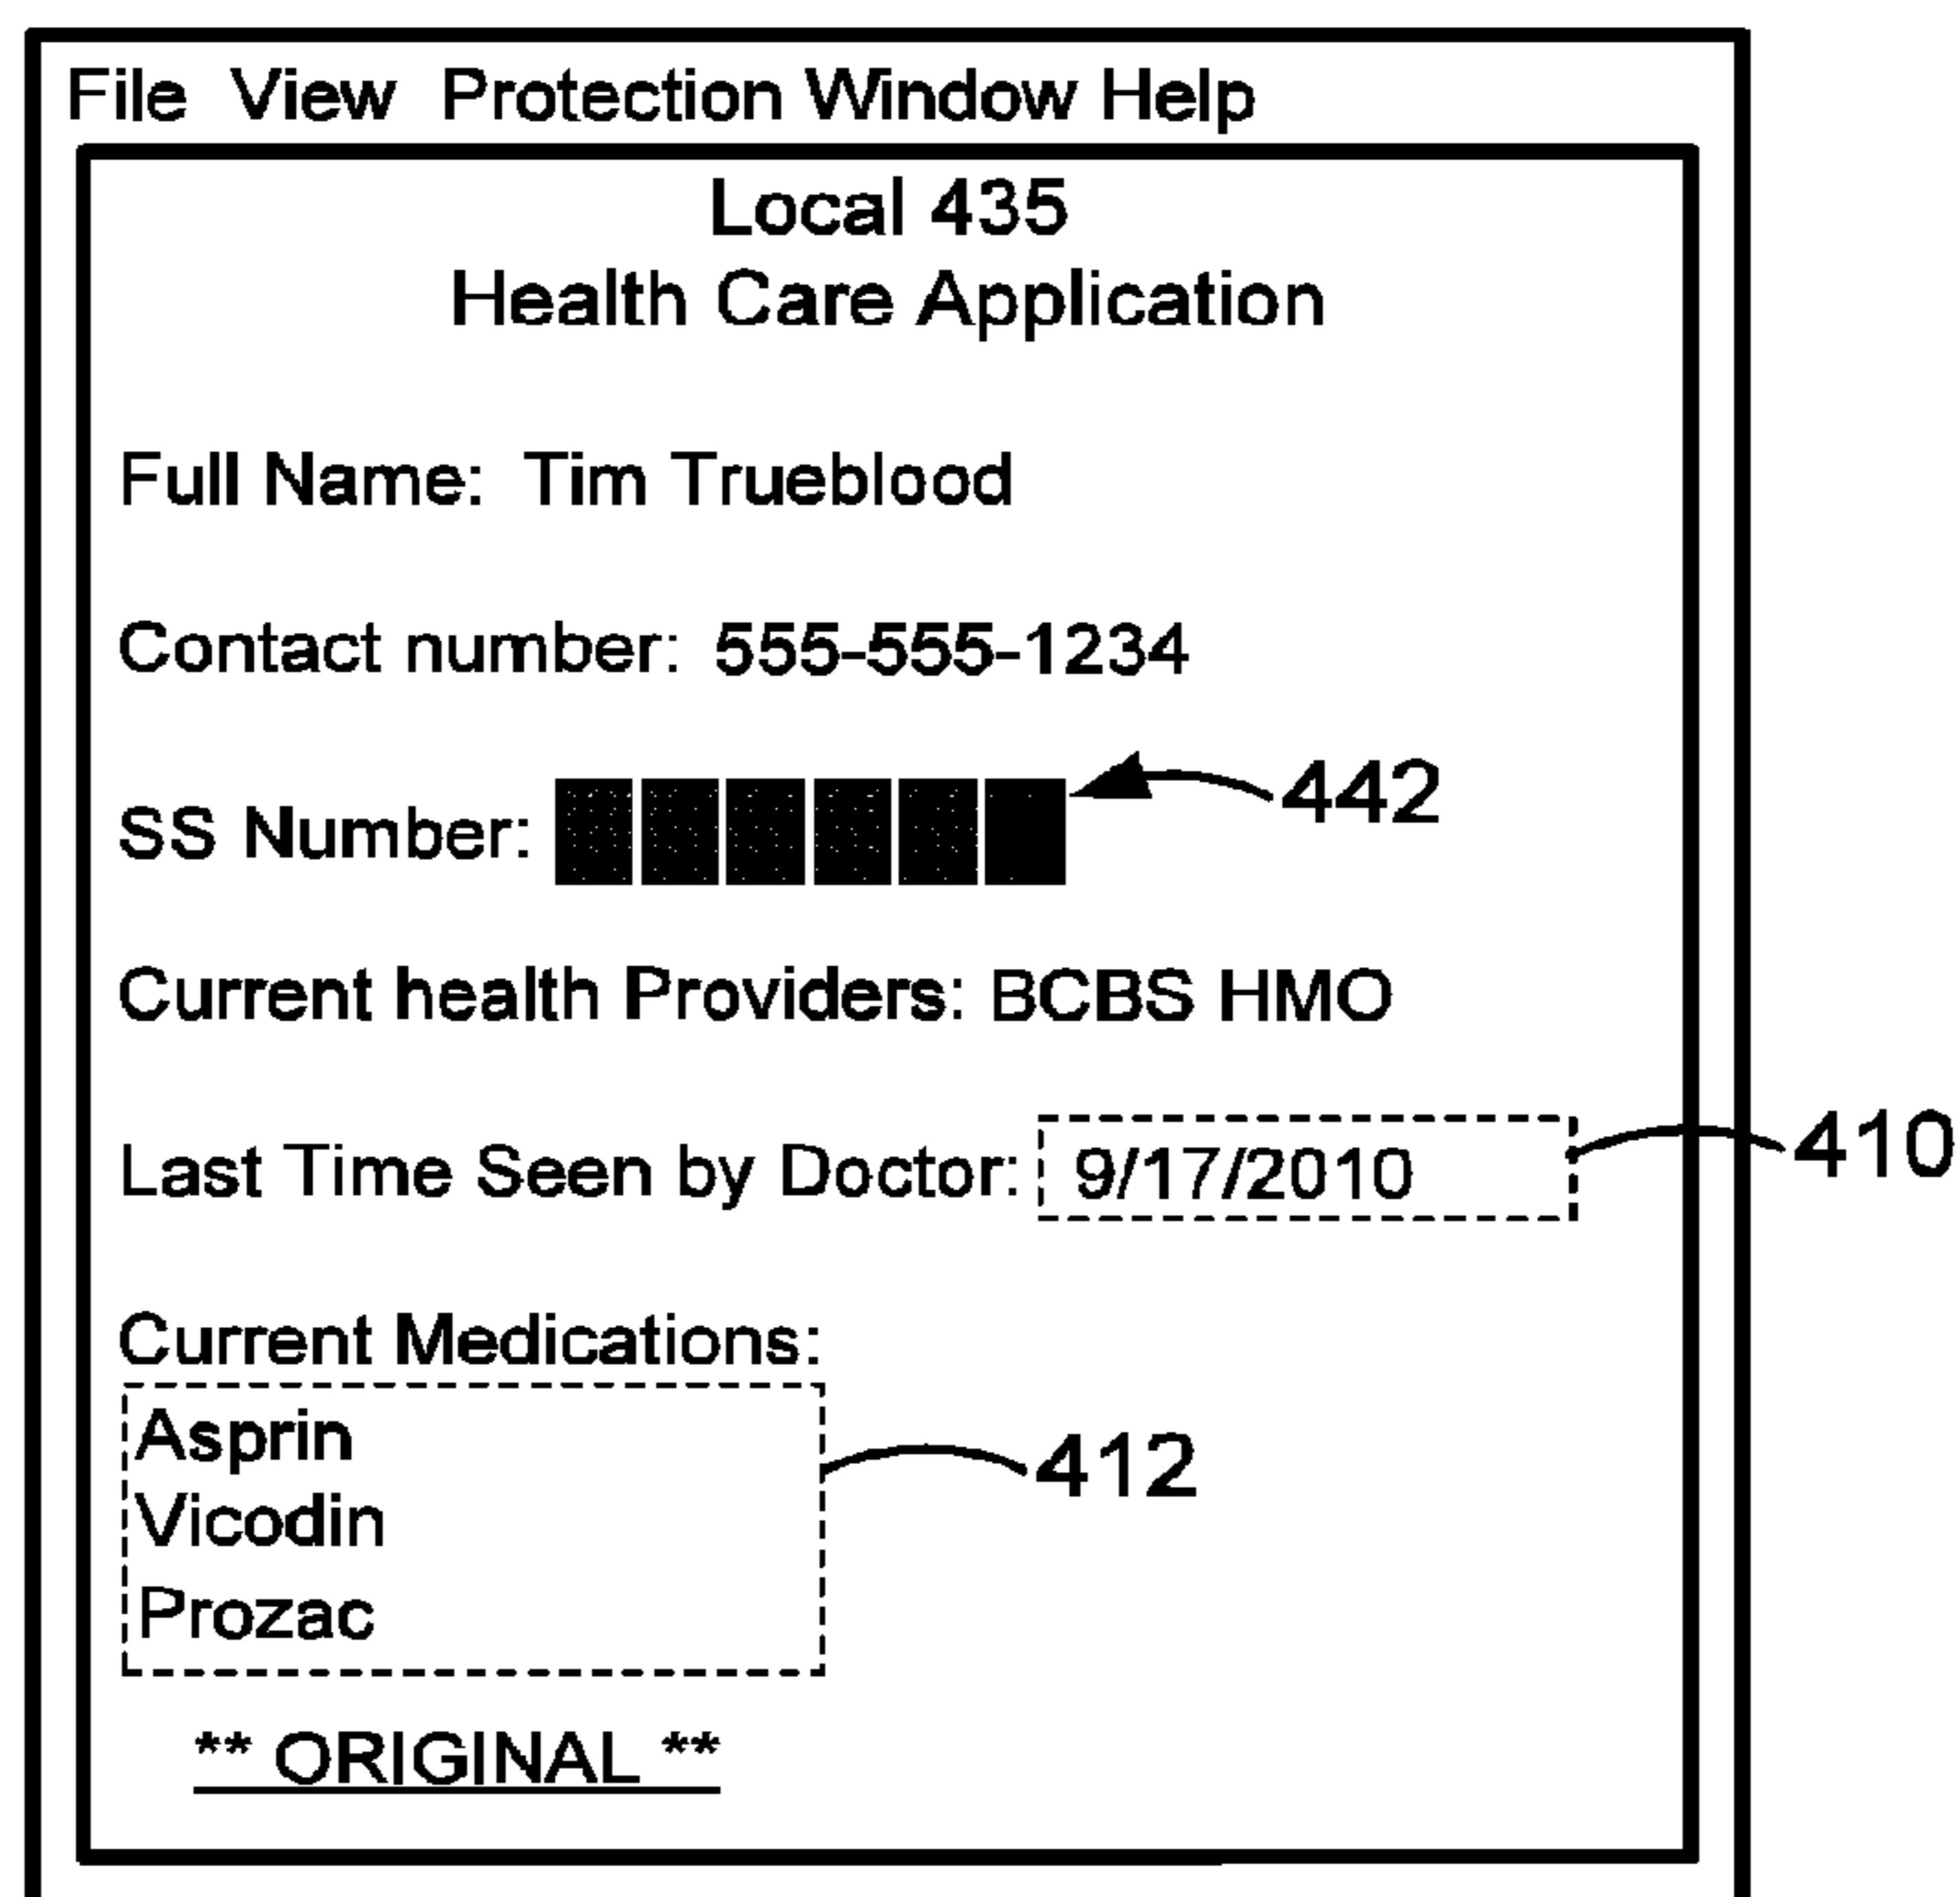 File View Protection Window Help
Local 435
Health Care Application
Full Name: Tim Trueblood
Contact number: 555-555-1234
SS Number:
442
Current health Providers: BCBS HMO
Last Time Seen by Doctor: 9/17/2010
410
Current Medications:
Asprin
412
Vicodin
Prozac
** ORIGINAL **